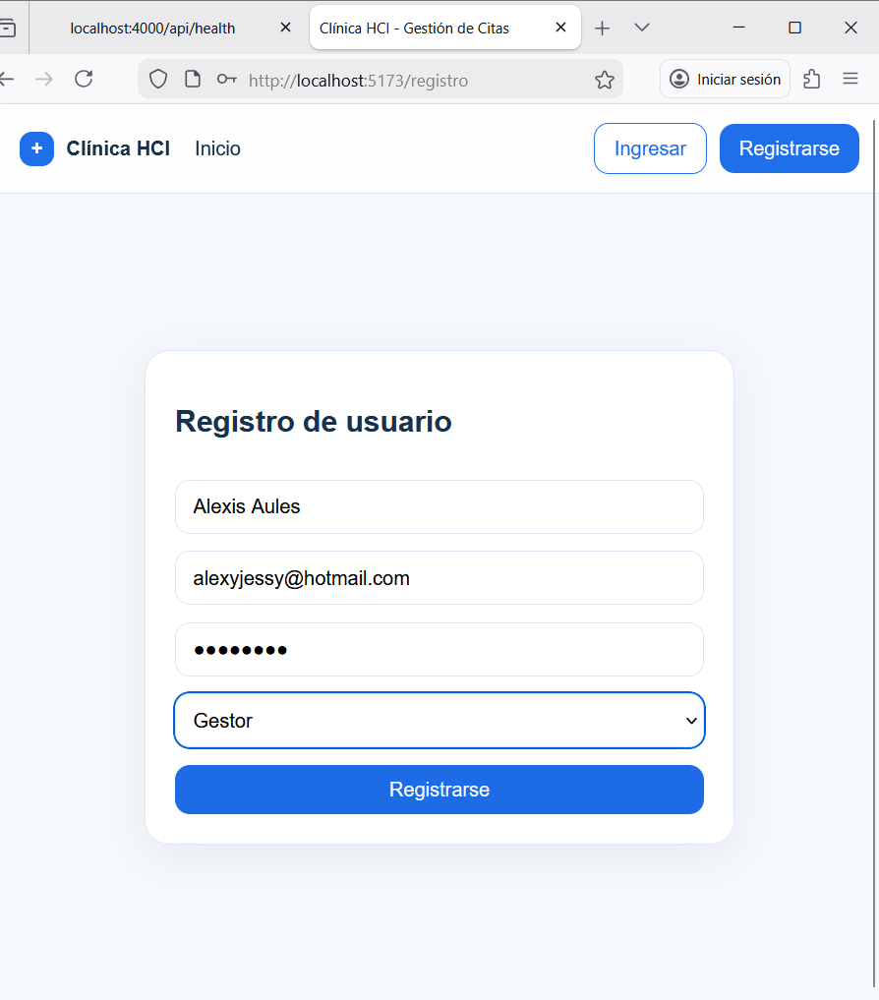 localhost:4000/api/health
Clínica HCI - Gestión de Citas
http://localhost:5173/registro
Iniciar sesión
+ Clínica HCI Inicio Ingresar Registrarse
Registro de usuario
Alexis Aules
alexyjessy@hotmail.com
••••••••
Gestor
Registrarse